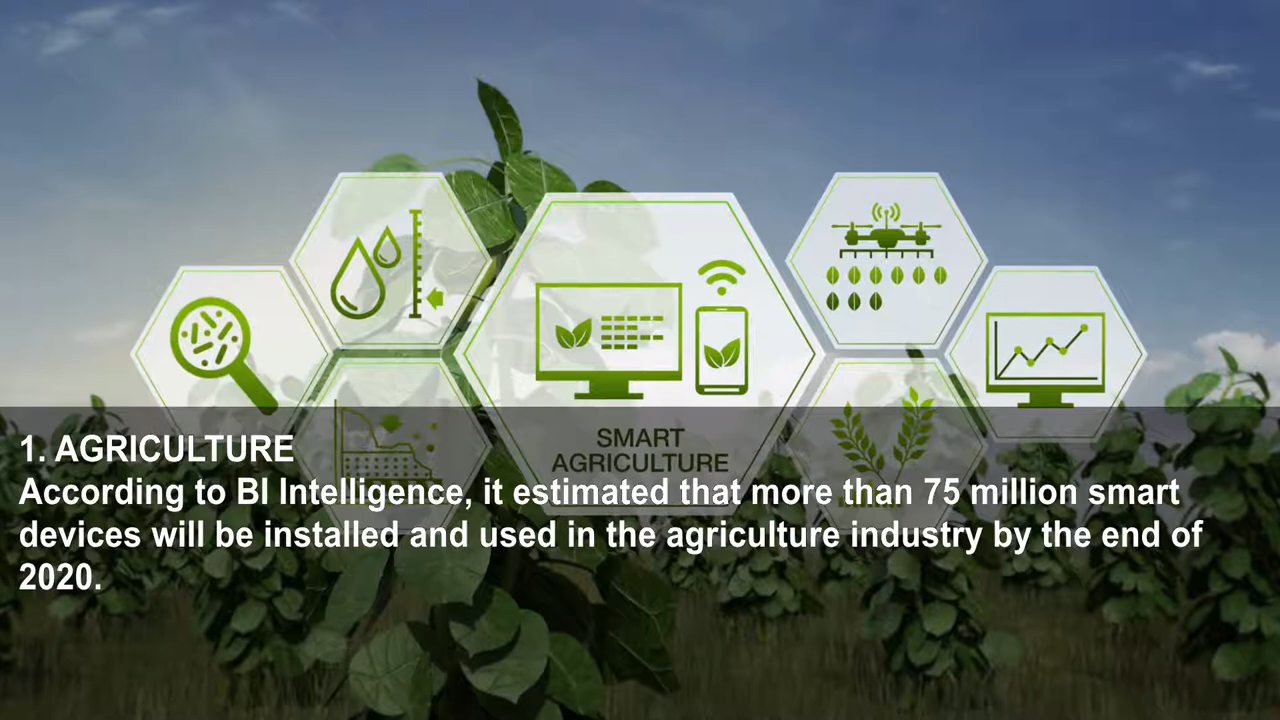 SMART
AGRICULTURE
1. AGRICULTURE
According to BI Intelligence, it estimated that more than 75 million smart
devices will be installed and used in the agriculture industry by the end of
2020.